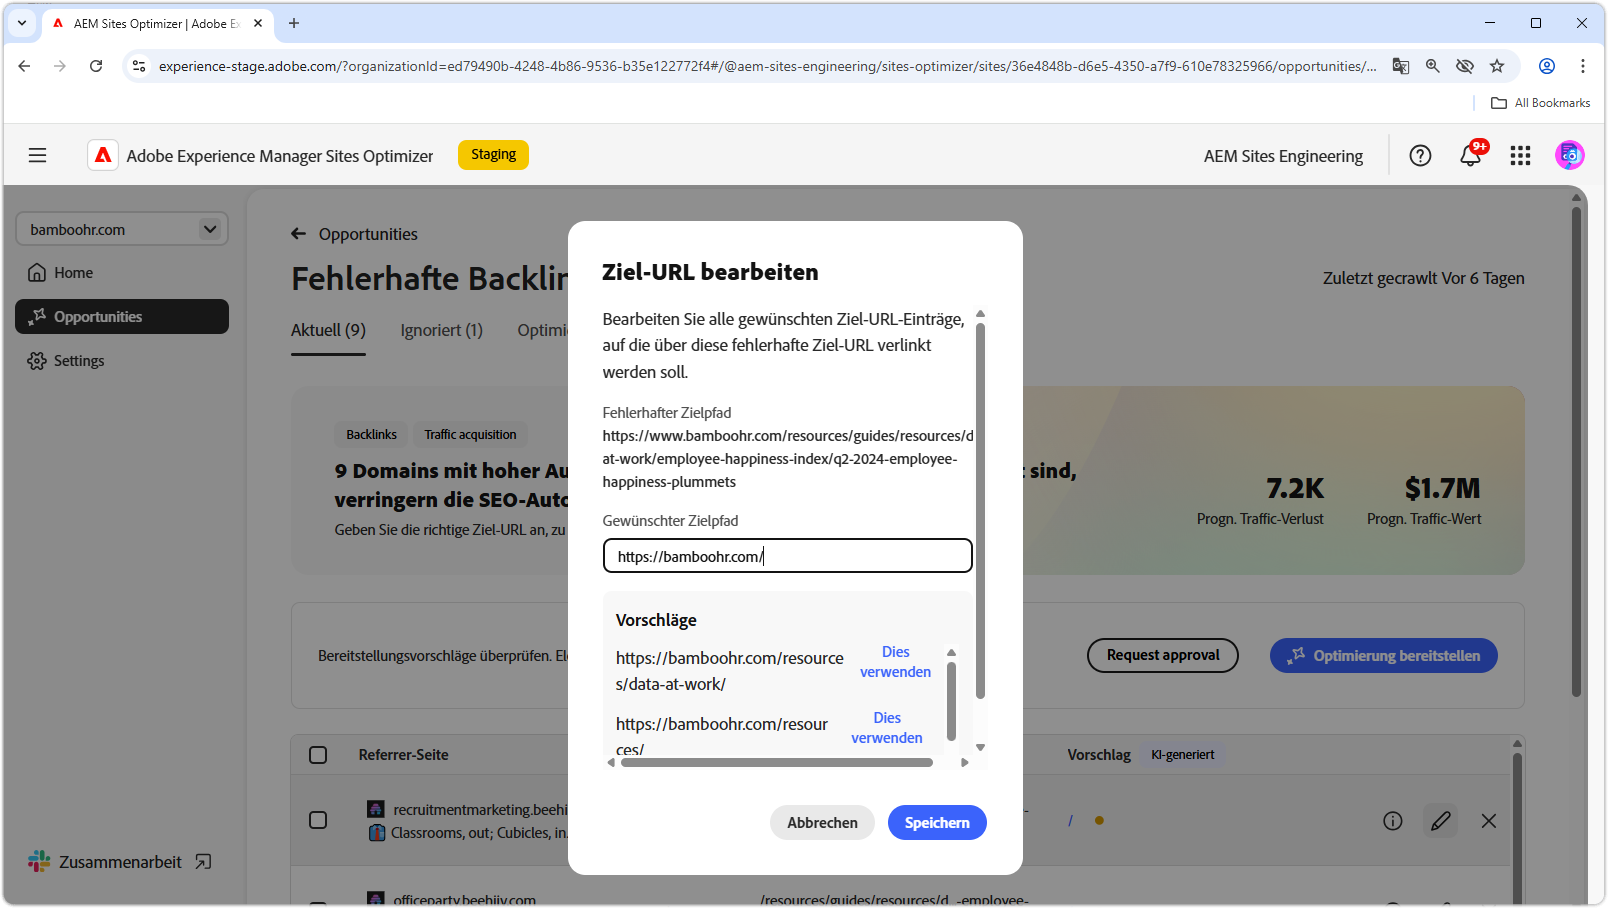 AEM Sites Optimizer | Adobe Ex
experience-stage.adobe.com/?organizationId=ed79490b-4248-4b86-9536-b35e122772f4#/@aem-sites-engineering/sites-optimizer/sites/36e4848b-d6e5-4350-a7f9-610e78325966/opportunities/...
All Bookmarks
Adobe Experience Manager Sites Optimizer
Staging
AEM Sites Engineering
9+
bamboohr.com
Home
Opportunities
Settings
Zusammenarbeit
Opportunities
Fehlerhafte Backlin
Zuletzt gecrawlt Vor 6 Tagen
Aktuell (9)
Ignoriert (1)
Optimi
Backlinks
Traffic acquisition
9 Domains mit hoher Au
t sind,
verringern die SEO-Auto
Geben Sie die richtige Ziel-URL an, zu
7.2K
Progn. Traffic-Verlust
$1.7M
Progn. Traffic-Wert
Bereitstellungsvorschläge überprüfen. El
Request approval
Optimierung bereitstellen
Referrer-Seite
Vorschlag
KI-generiert
recruitmentmarketing.beehi
Classrooms, out; Cubicles, in.
/
officeparty.beehiiv.com
/resources/guides/resources/d...-employee-
Ziel-URL bearbeiten
Bearbeiten Sie alle gewünschten Ziel-URL-Einträge,
auf die über diese fehlerhafte Ziel-URL verlinkt
werden soll.
Fehlerhafter Zielpfad
https://www.bamboohr.com/resources/guides/resources/d
at-work/employee-happiness-index/q2-2024-employee-
happiness-plummets
Gewünschter Zielpfad
https://bamboohr.com/
Vorschläge
https://bamboohr.com/resource
s/data-at-work/
Dies
verwenden
https://bamboohr.com/resour
ces/
Dies
verwenden
Abbrechen
Speichern